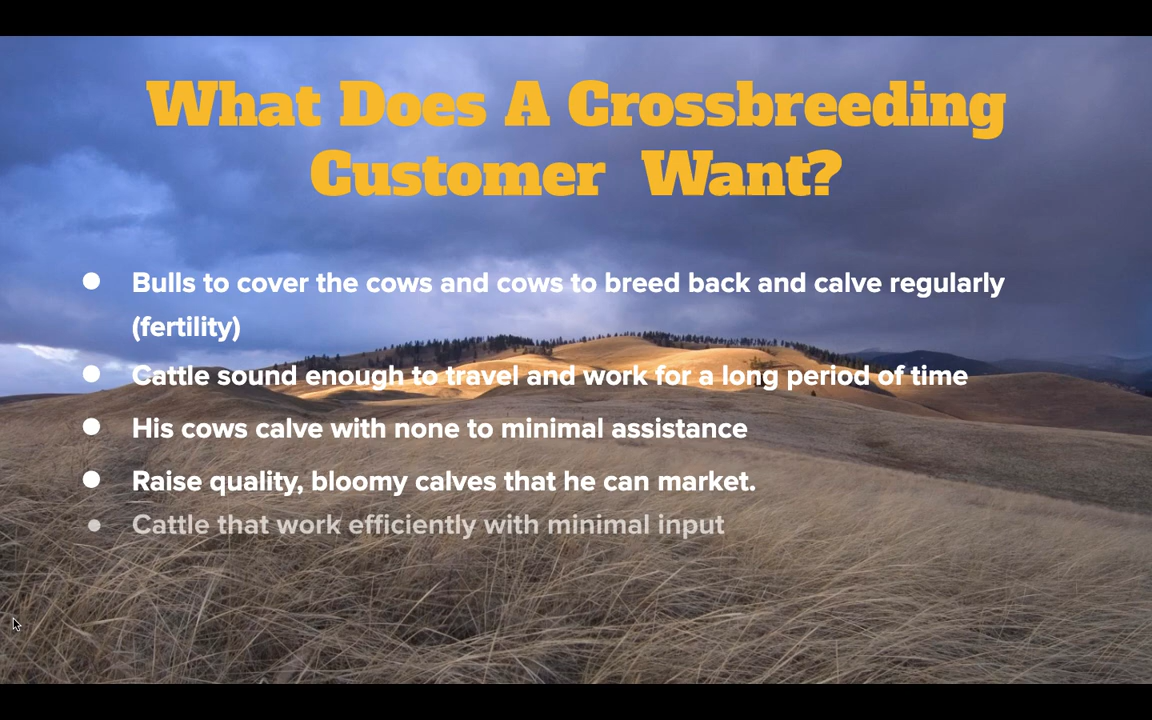 What Does A Crossbreeding
Customer Want?
● Bulls to cover the cows and cows to breed back and calve regularly
(fertility)
● Cattle sound enough to travel and work for a long period of time
● His cows calve with none to minimal assistance
● Raise quality, bloomy calves that he can market.
● Cattle that work efficiently with minimal input